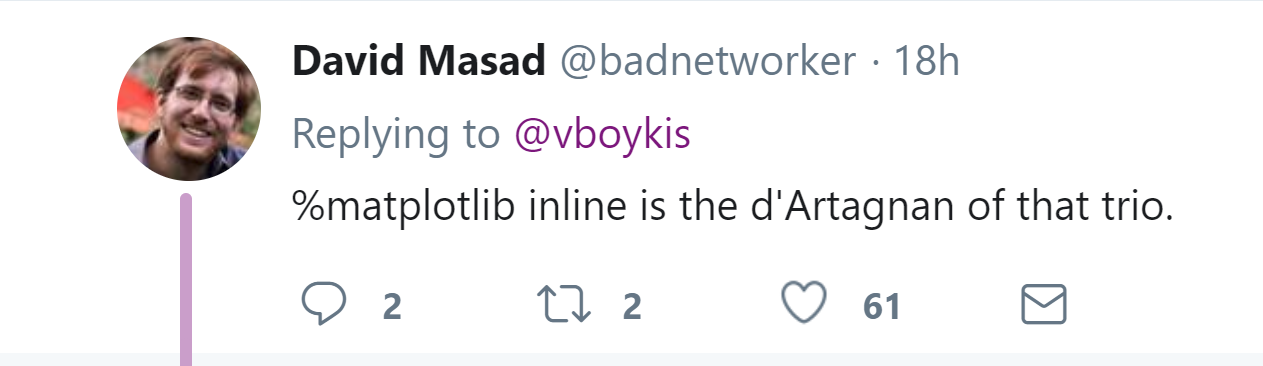 David Masad @badnetworker · 18h
Replying to @vboykis
%matplotlib inline is the d'Artagnan of that trio.
2 2 61